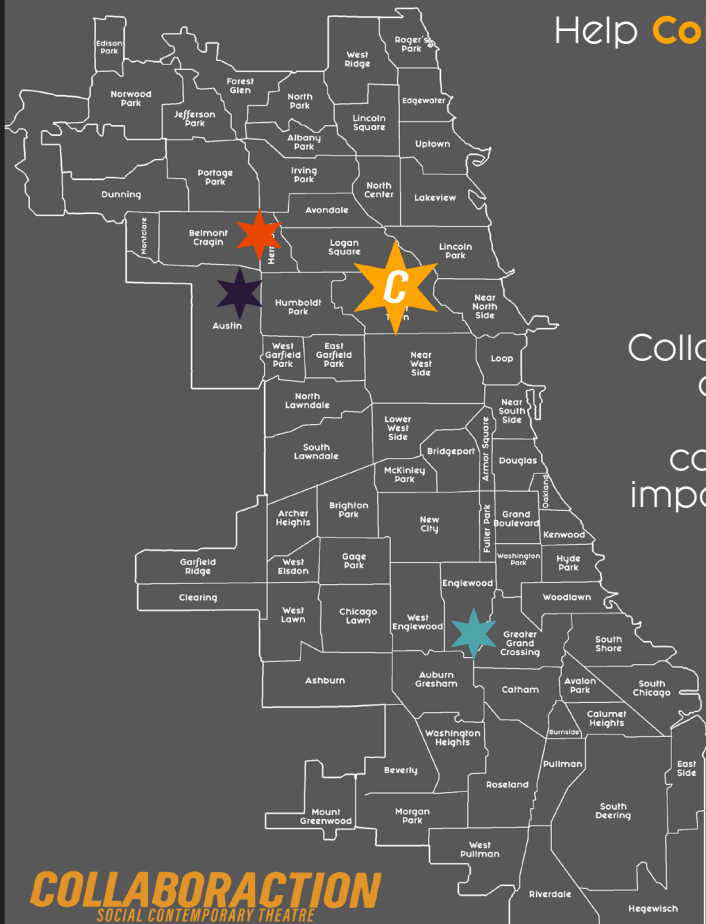 Help Co
Roger's
Park
West
Ridge
Edison
Park
Forest
Glen
Norwood
Park
North
Park
Edgewater
Jefferson
Park
Lincoln
Square
Albany
Park
Uptown
Portage
Park
Irving
Park
North
Center
Dunning
Lakeview
Avondale
Montclare
Belmont
Cragin
Logan
Square
Lincoln
Park
C
Humboldt
Park
Near
North
Side
Austin
West
Garfield
Park
East
Garfield
Park
Near
West
Side
Loop
Colla
North
Lawndale
Near
South
Side
Lower
West
Side
Armor Square
South
Lawndale
Bridgeport
Douglas
co
McKinley
Park
Oakland
impo
Archer
Heights
Brighton
Park
New
City
Fuller Park
Grand
Boulevard
Kenwood
Garfield
Ridge
West
Elsdon
Gage
Park
Washington
Park
Hyde
Park
Englewood
Clearing
Woodlawn
West
Lawn
Chicago
Lawn
West
Englewood
Greater
Grand
Crossing
South
Shore
Ashburn
Auburn
Gresham
Catham
Avalon
Park
South
Chicago
Calumet
Heights
Washington
Heights
Burnside
Beverly
Pullman
East
Side
Roseland
Mount
Greenwood
Morgan
Park
South
Deering
West
Pullman
Riverdale
Hegewisch
COLLABORACTION
SOCIAL CONTEMPORARY THEATRE